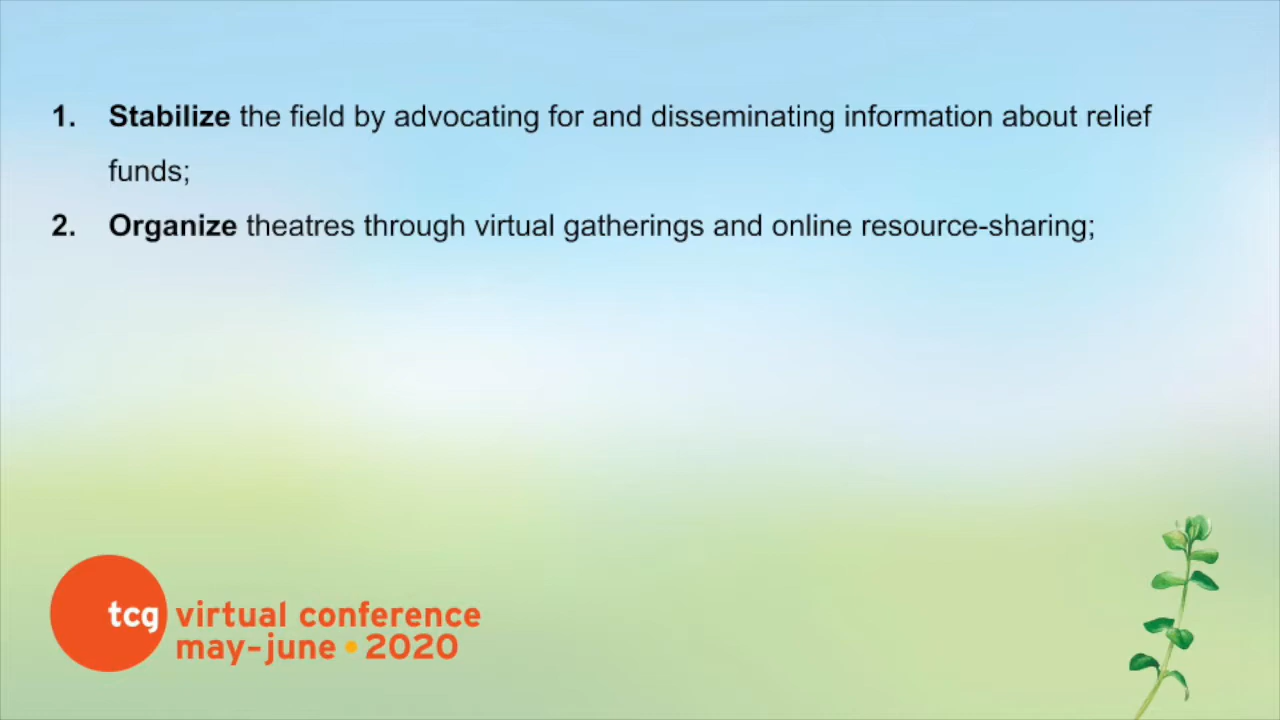 1. Stabilize the field by advocating for and disseminating information about relief
funds;
2. Organize theatres through virtual gatherings and online resource-sharing;
tcg virtual conference
may-june • 2020